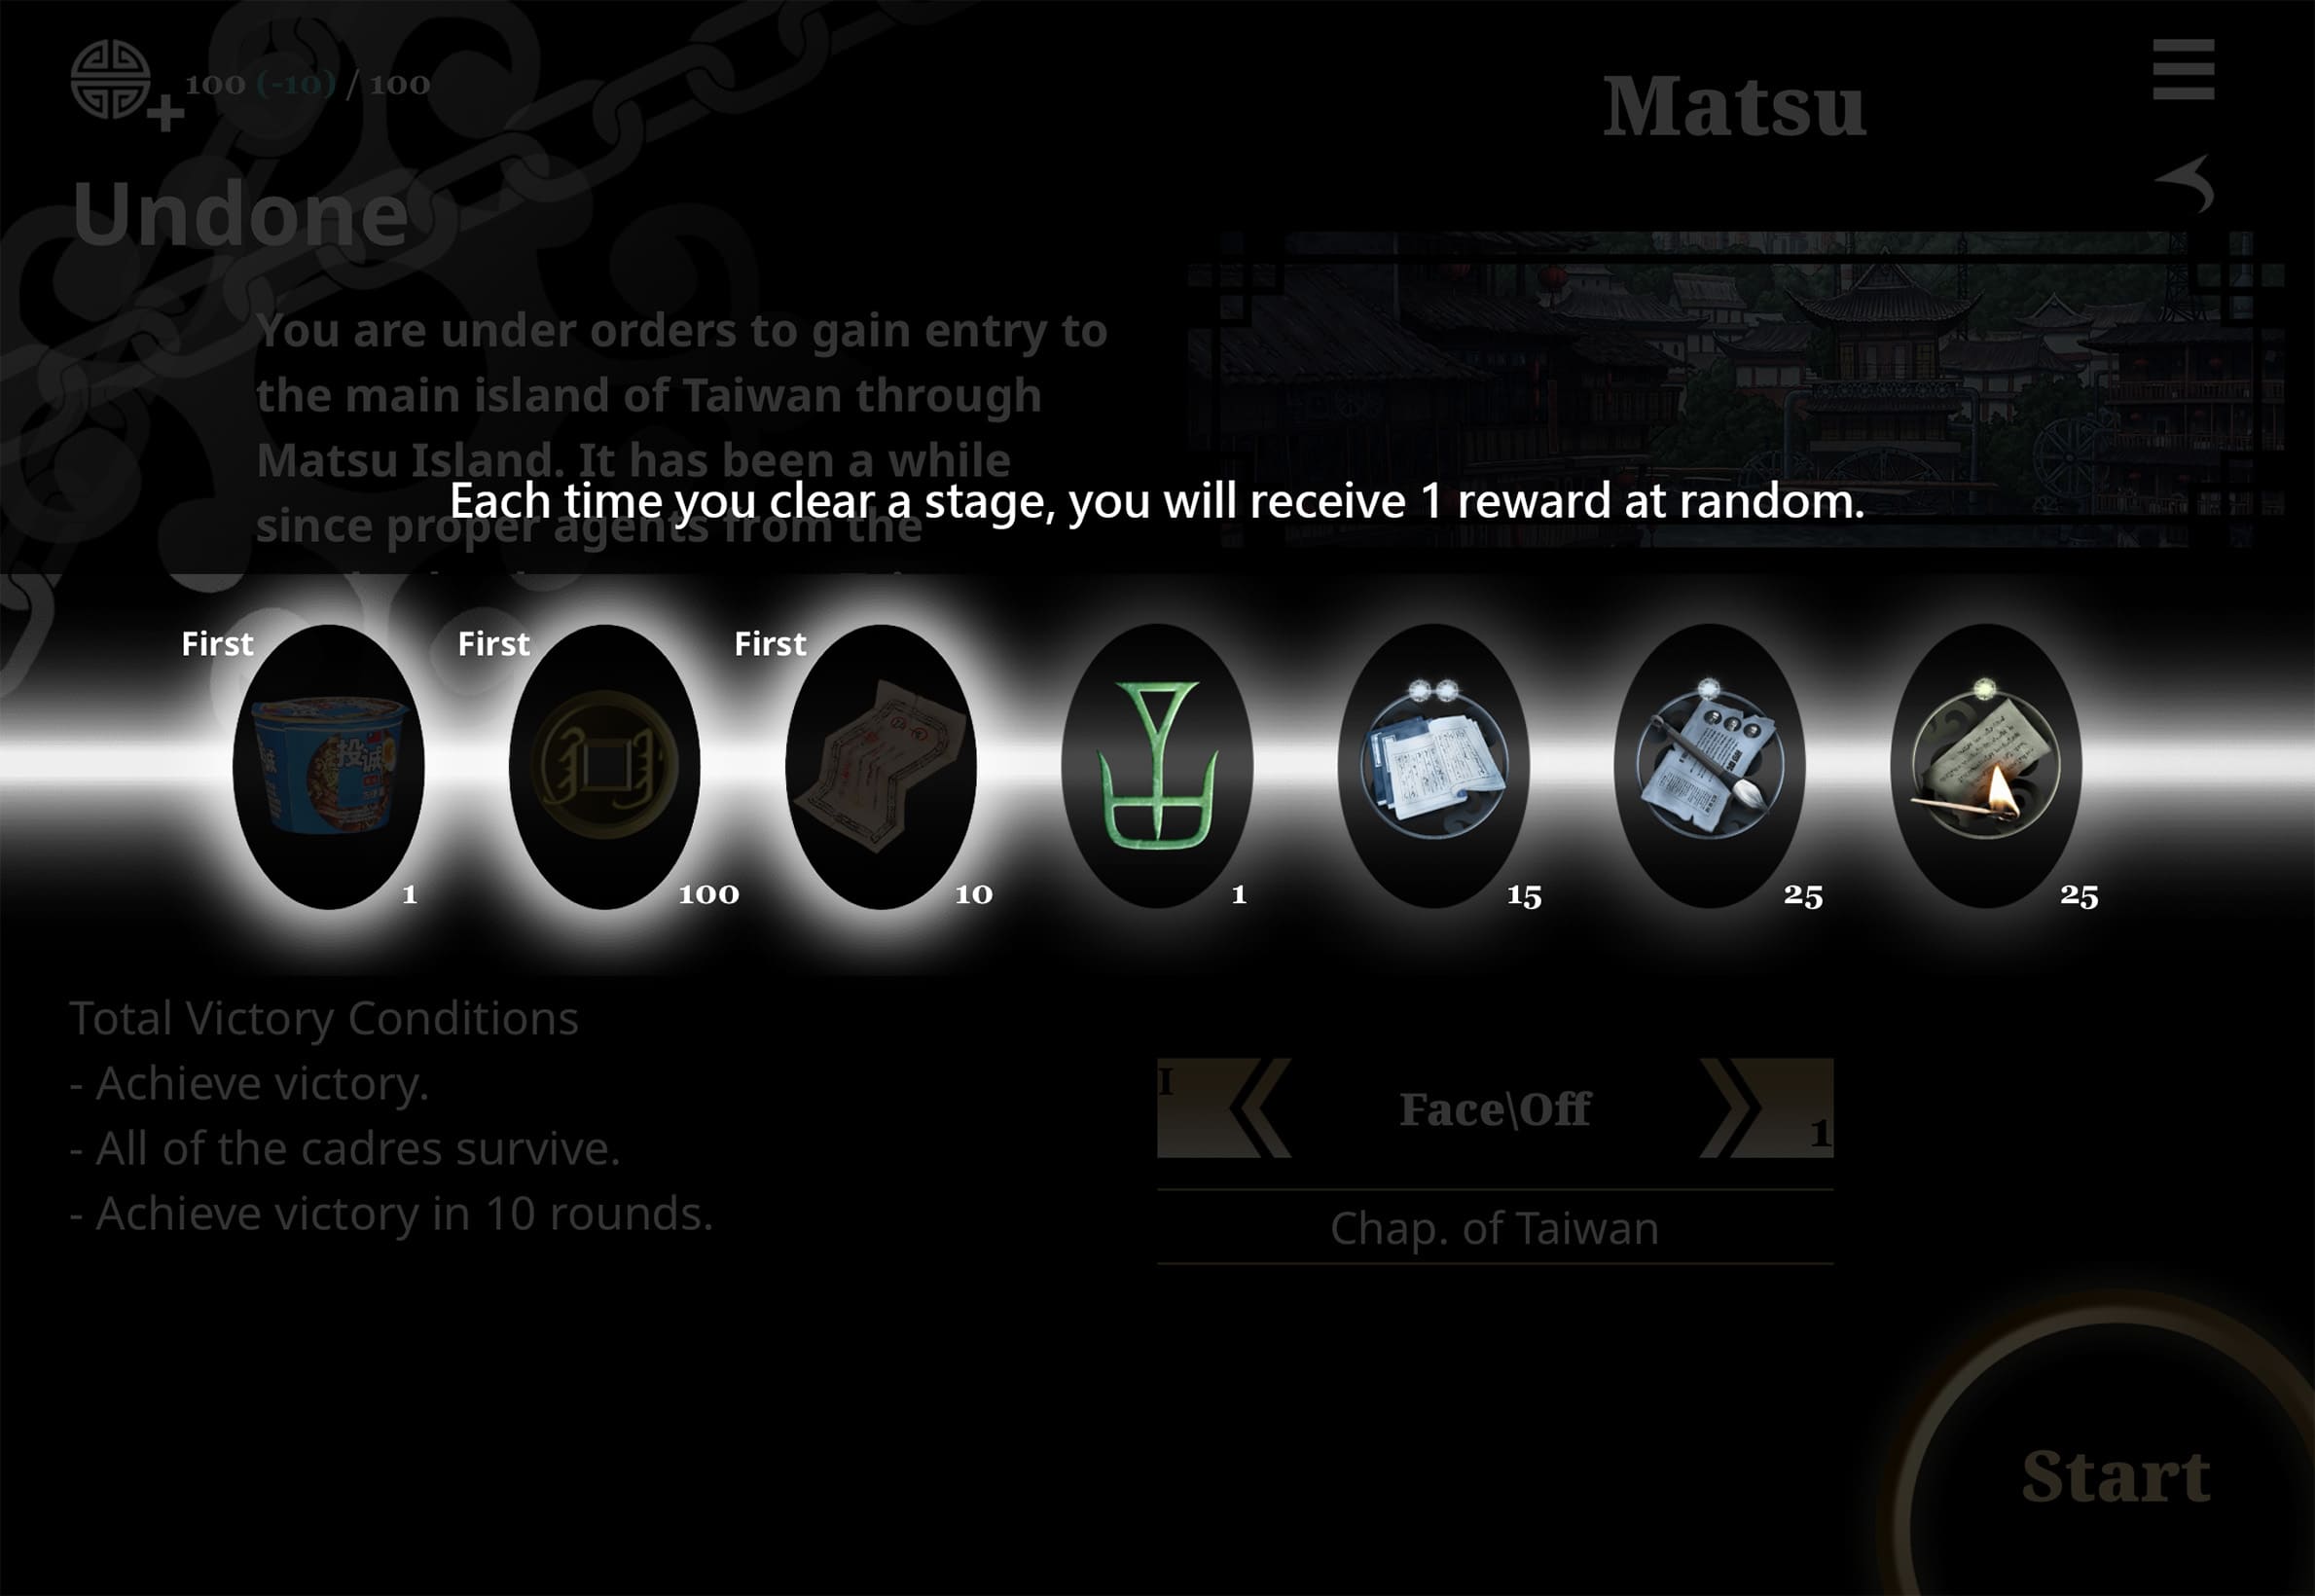 100 (-10) / 100
Matsu
Undone
You are under orders to gain entry to
the main island of Taiwan through
Matsu Island. It has been a while
since proper agents from the
Each time you clear a stage, you will receive 1 reward at random.
First
First
First
投诚
1
100
10
1
15
25
25
Total Victory Conditions
- Achieve victory.
- All of the cadres survive.
- Achieve victory in 10 rounds.
I
Face\Off
1
Chap. of Taiwan
Start